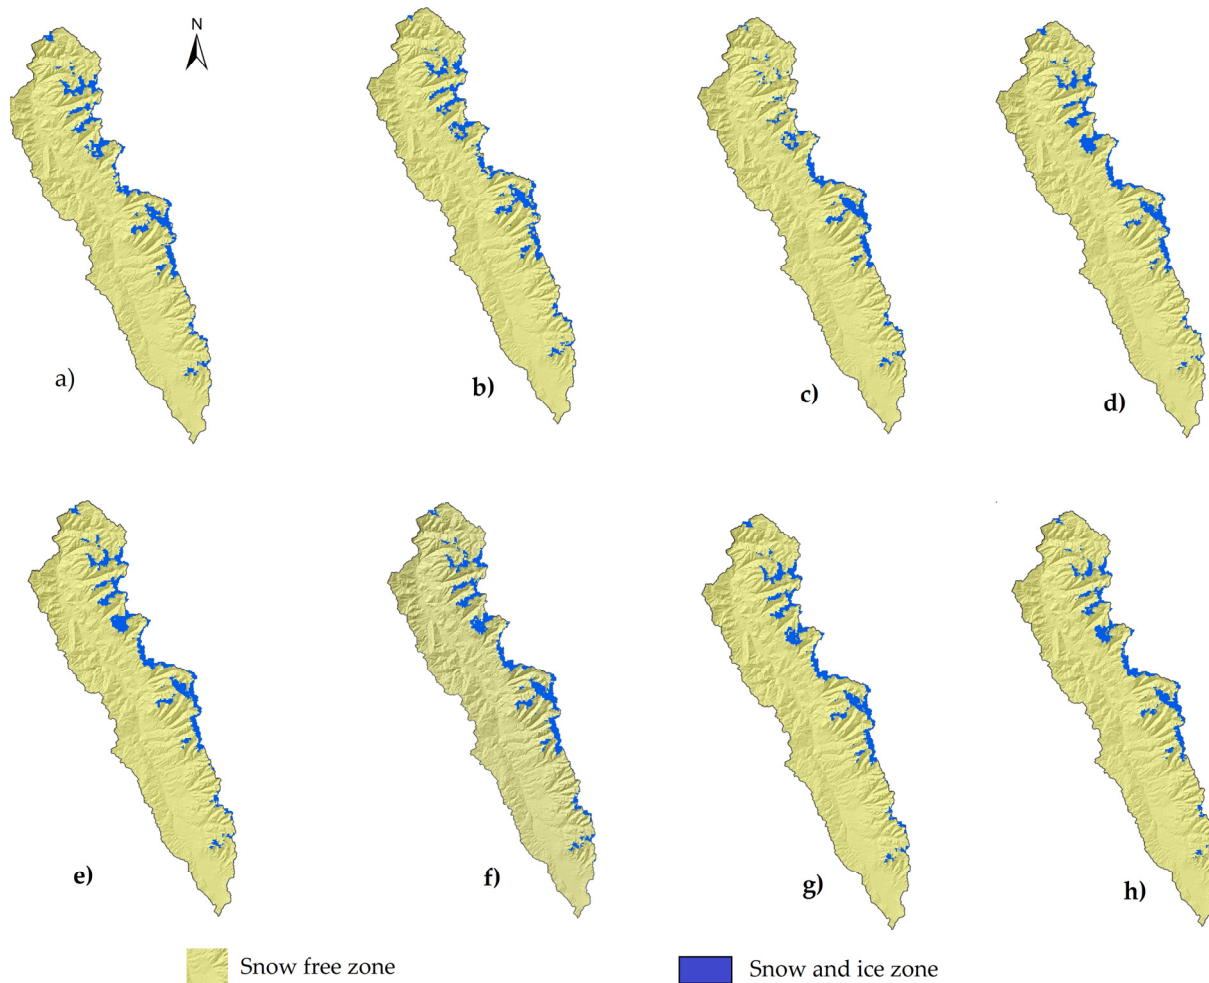 N
a)
b)
c)
d)
e)
f)
g)
h)
Snow free zone
Snow and ice zone